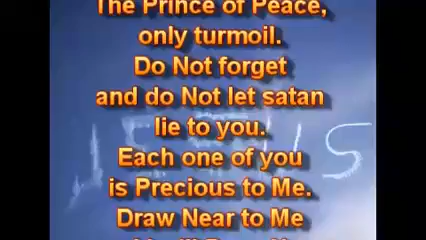 The Prince of Peace,
only turmoil.
Do Not forget
and do Not let satan
lie to you.
Each one of you
is Precious to Me.
Draw Near to Me
JESUS